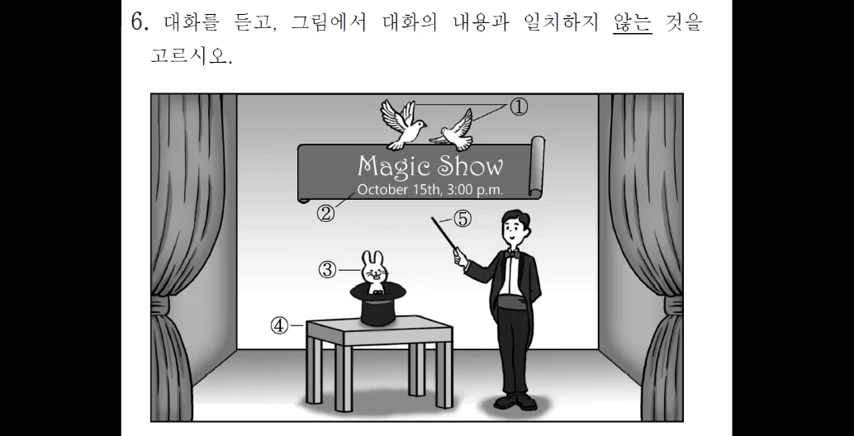 6. 대화를 듣고, 그림에서 대화의 내용과 일치하지 않는 것을
고르시오.
①
Magic Show
October 15th, 3:00 p.m.
②
⑤
③
④